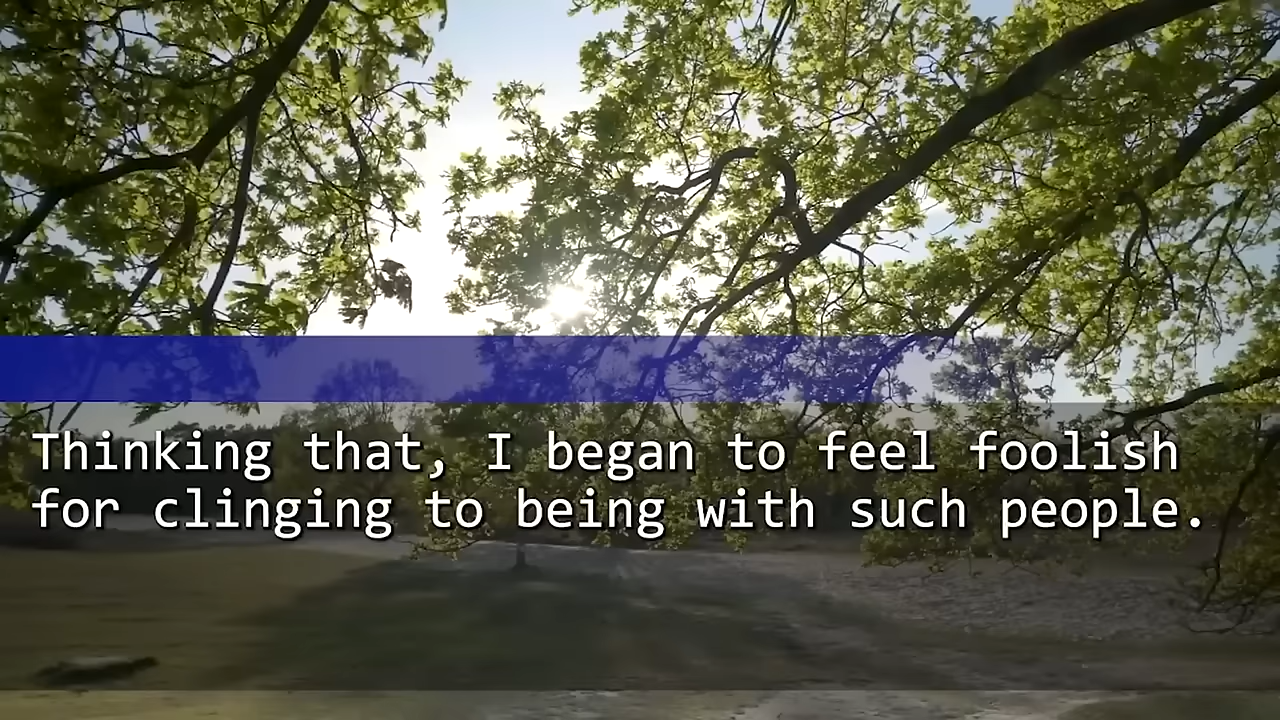 Thinking that, I began to feel foolish
for clinging to being with such people.